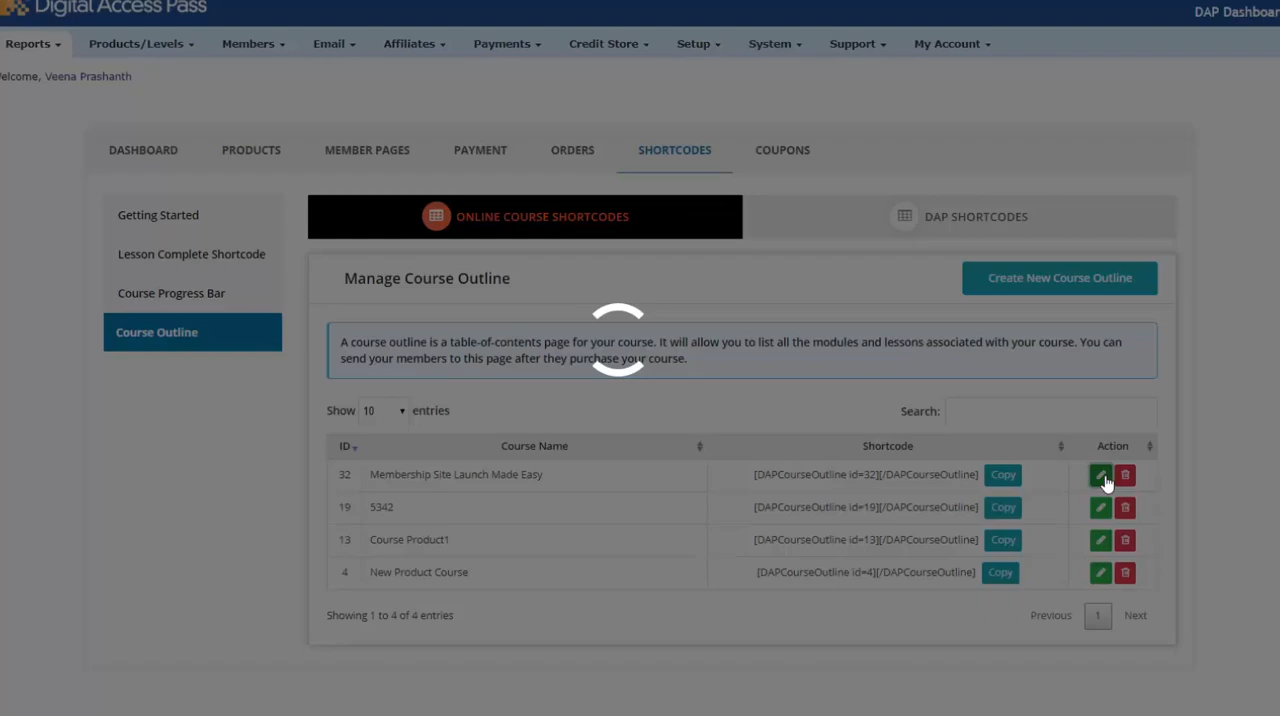 Digital Access Pass
DAP Dashboar
Reports Products/Levels Members Email Affiliates Payments Credit Store Setup System Support My Account
elcome, Veena Prashanth
DASHBOARD PRODUCTS MEMBER PAGES PAYMENT ORDERS SHORTCODES COUPONS
Getting Started
Lesson Complete Shortcode
Course Progress Bar
Course Outline
ONLINE COURSE SHORTCODES DAP SHORTCODES
Manage Course Outline Create New Course Outline
A course outline is a table-of-contents page for your course. It will allow you to list all the modules and lessons associated with your course. You can
send your members to this page after they purchase your course.
Show 10 entries Search:
ID Course Name Shortcode Action
32 Membership Site Launch Made Easy [DAPCourseOutline id=32][/DAPCourseOutline] Copy
19 5342 [DAPCourseOutline id=19][/DAPCourseOutline] Copy
13 Course Product1 [DAPCourseOutline id=13][/DAPCourseOutline] Copy
4 New Product Course [DAPCourseOutline id=4][/DAPCourseOutline] Copy
Showing 1 to 4 of 4 entries Previous 1 Next